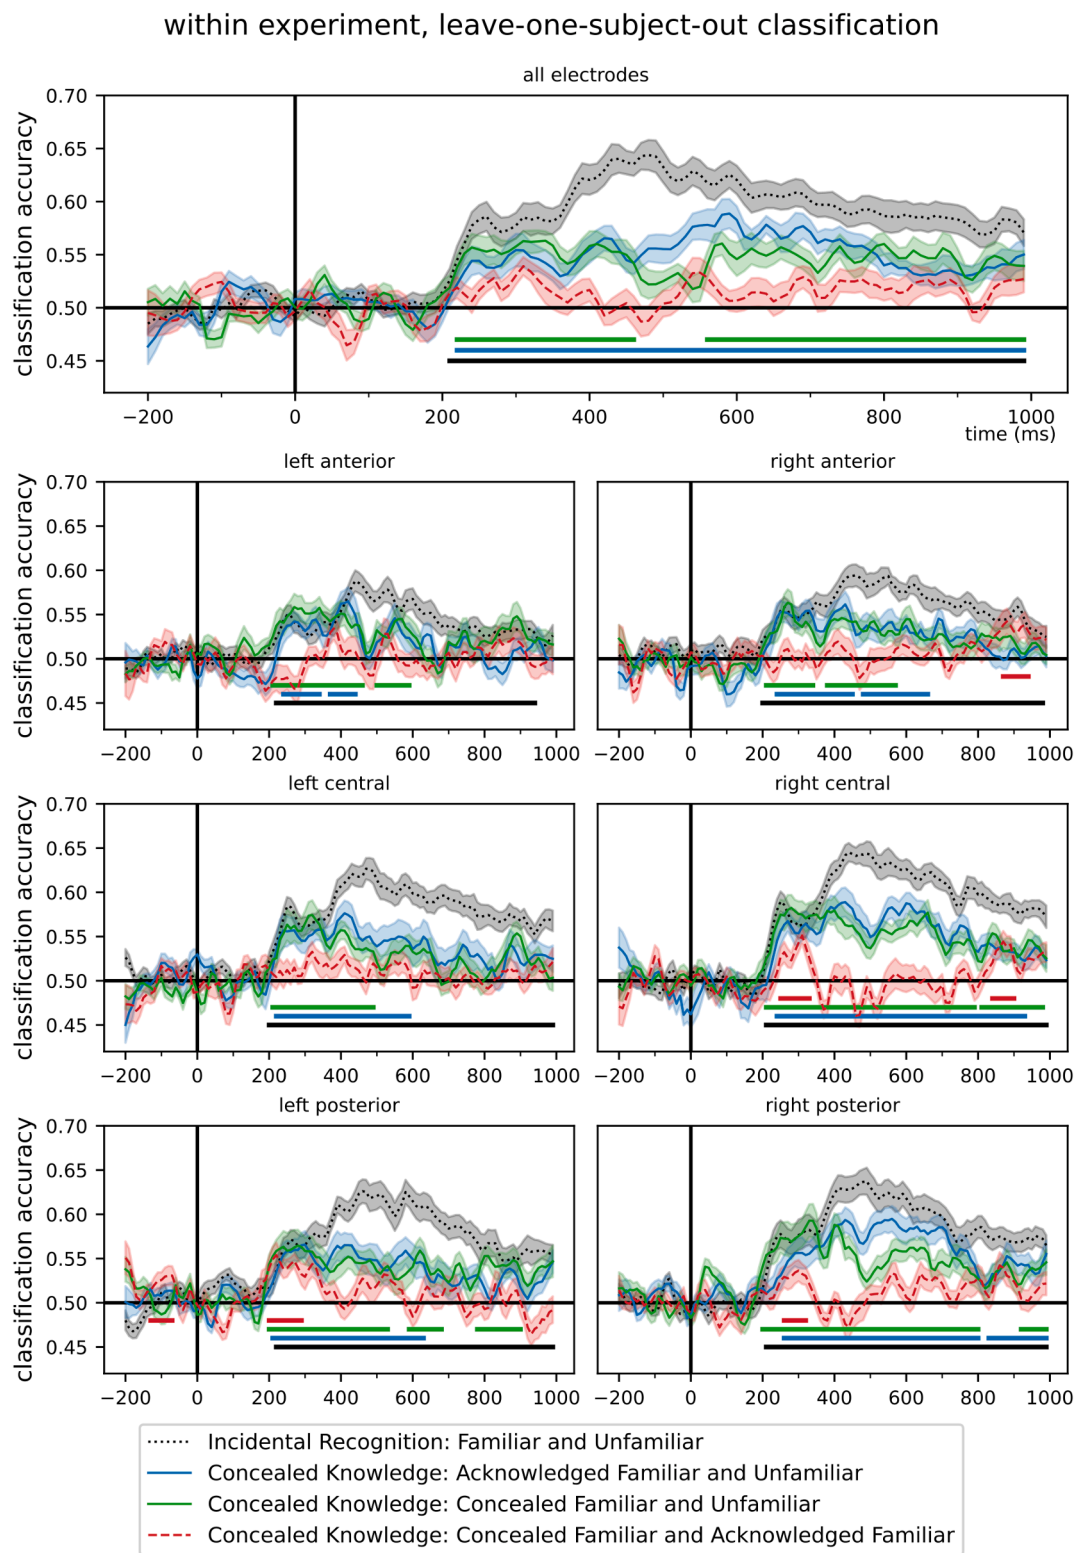 within experiment, leave-one-subject-out classification
all electrodes
classification accuracy
0.70
0.65
0.60
0.55
0.50
0.45
−200 0 200 400 600 800 1000
time (ms)
left anterior
right anterior
classification accuracy
0.70
0.65
0.60
0.55
0.50
0.45
−200 0 200 400 600 800 1000
−200 0 200 400 600 800 1000
left central
right central
classification accuracy
0.70
0.65
0.60
0.55
0.50
0.45
−200 0 200 400 600 800 1000
−200 0 200 400 600 800 1000
left posterior
right posterior
classification accuracy
0.70
0.65
0.60
0.55
0.50
0.45
−200 0 200 400 600 800 1000
−200 0 200 400 600 800 1000
Incidental Recognition: Familiar and Unfamiliar
Concealed Knowledge: Acknowledged Familiar and Unfamiliar
Concealed Knowledge: Concealed Familiar and Unfamiliar
Concealed Knowledge: Concealed Familiar and Acknowledged Familiar